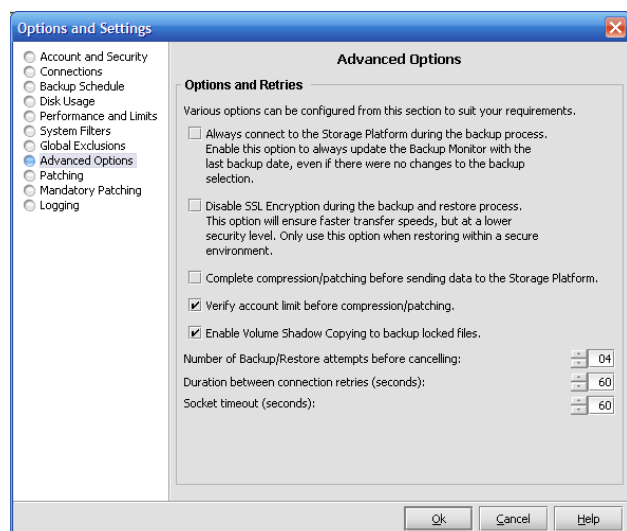 Options and Settings
Account and Security
Connections
Backup Schedule
Disk Usage
Performance and Limits
System Filters
Global Exclusions
Advanced Options
Patching
Mandatory Patching
Logging
Advanced Options
Options and Retries
Various options can be configured from this section to suit your requirements.
Always connect to the Storage Platform during the backup process.
Enable this option to always update the Backup Monitor with the
last backup date, even if there were no changes to the backup
selection.
Disable SSL Encryption during the backup and restore process.
This option will ensure faster transfer speeds, but at a lower
security level. Only use this option when restoring within a secure
environment.
Complete compression/patching before sending data to the Storage Platform.
Verify account limit before compression/patching.
Enable Volume Shadow Copying to backup locked files.
Number of Backup/Restore attempts before cancelling: 04
Duration between connection retries (seconds): 60
Socket timeout (seconds): 60
Ok Cancel Help